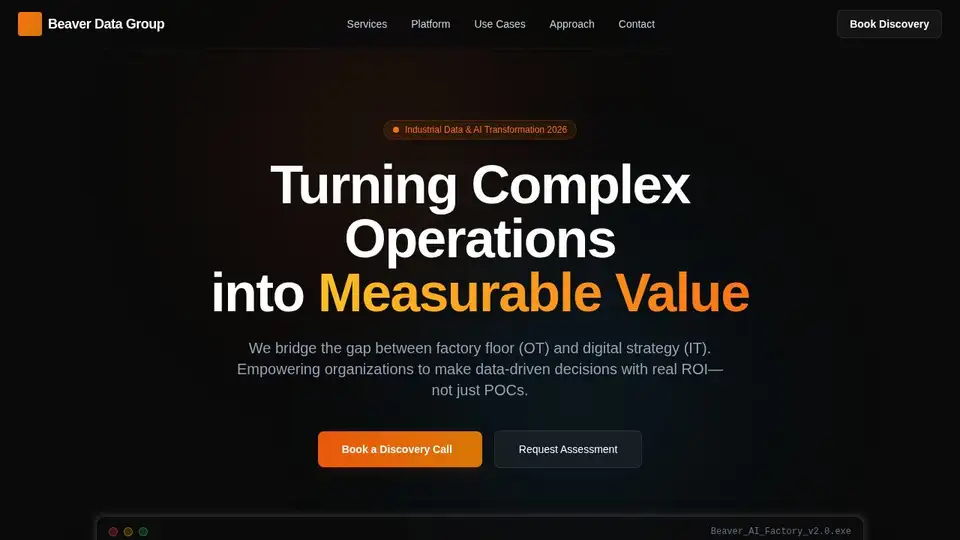 Beaver Data Group
Services
Platform
Use Cases
Approach
Contact
Book Discovery
Industrial Data & AI Transformation 2026
Turning Complex
Operations
into Measurable Value
We bridge the gap between factory floor (OT) and digital strategy (IT).
Empowering organizations to make data-driven decisions with real ROI—
not just POCs.
Book a Discovery Call
Request Assessment
Beaver_AI_Factory_v2.0.exe